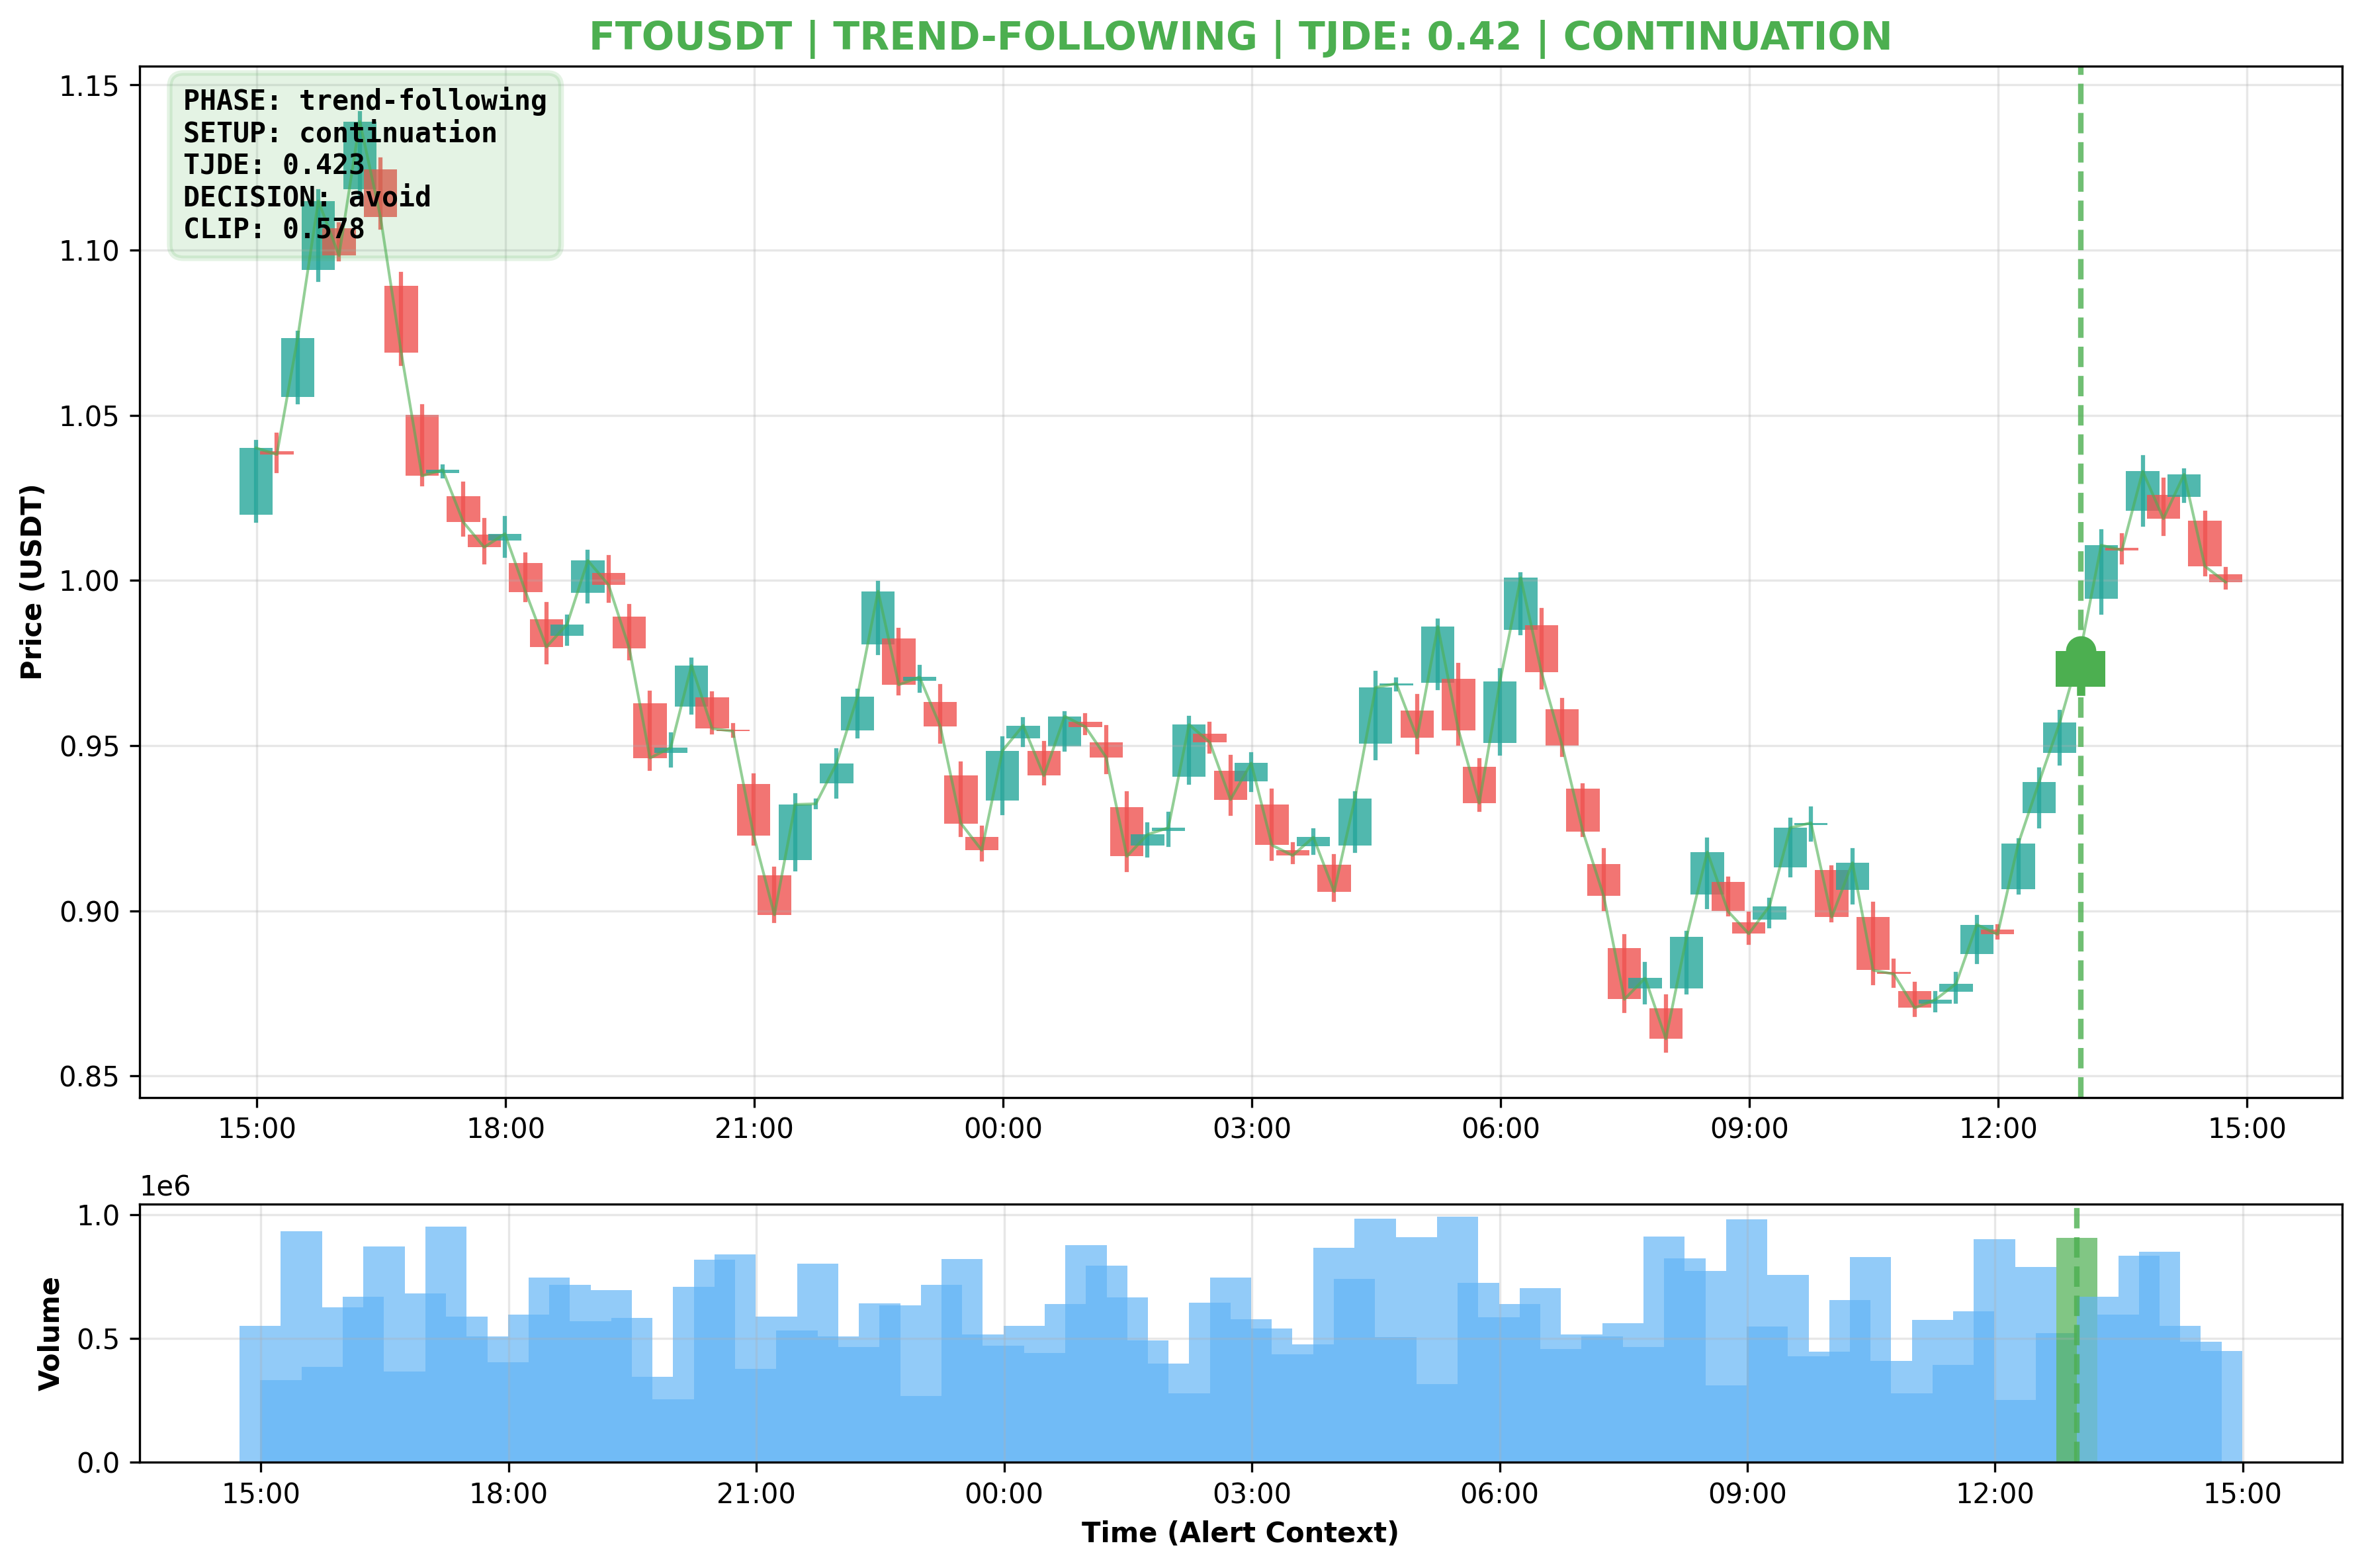 FTOUSDT | TREND-FOLLOWING | TJDE: 0.42 | CONTINUATION
PHASE: trend-following
SETUP: continuation
TJDE: 0.423
DECISION: avoid
CLIP: 0.578
Price (USDT)
1.15
1.10
1.05
1.00
0.95
0.90
0.85
15:00 18:00 21:00 00:00 03:00 06:00 09:00 12:00 15:00
1e6
Volume
1.0
0.5
0.0
15:00 18:00 21:00 00:00 03:00 06:00 09:00 12:00 15:00
Time (Alert Context)